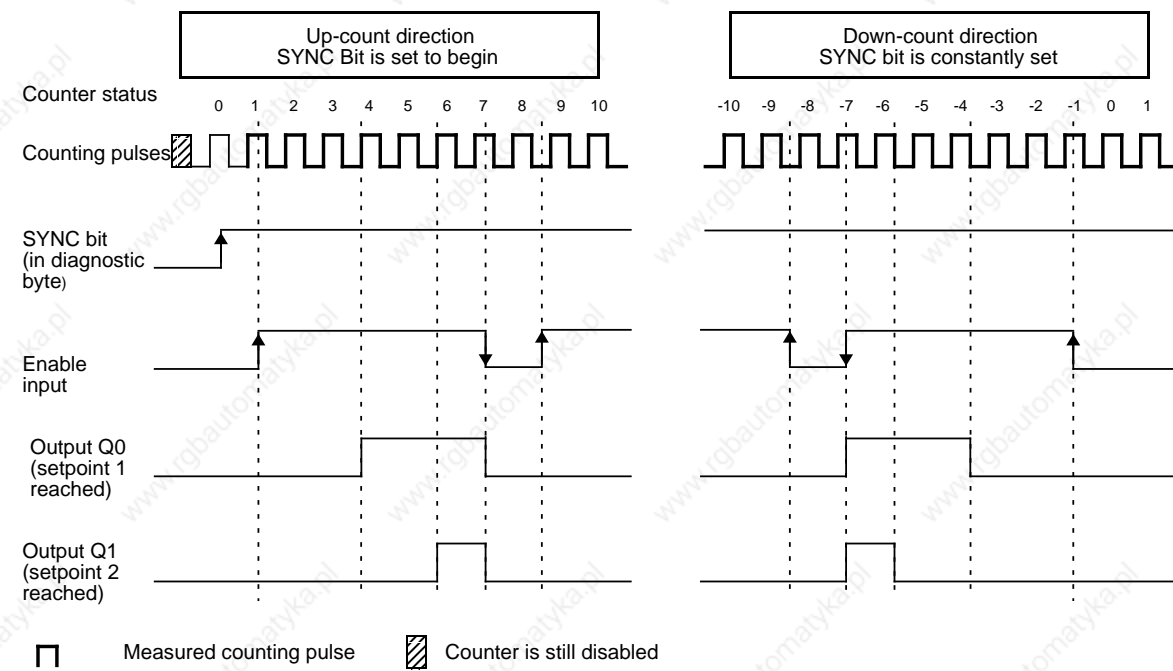 Up-count direction
SYNC Bit is set to begin
Down-count direction
SYNC bit is constantly set
Counter status
0 1 2 3 4 5 6 7 8 9 10
-10 -9 -8 -7 -6 -5 -4 -3 -2 -1 0 1
Counting pulses
SYNC bit
(in diagnostic
byte)
Enable
input
Output Q0
(setpoint 1
reached)
Output Q1
(setpoint 2
reached)
Measured counting pulse
Counter is still disabled
www.rgbautomatyka.pl